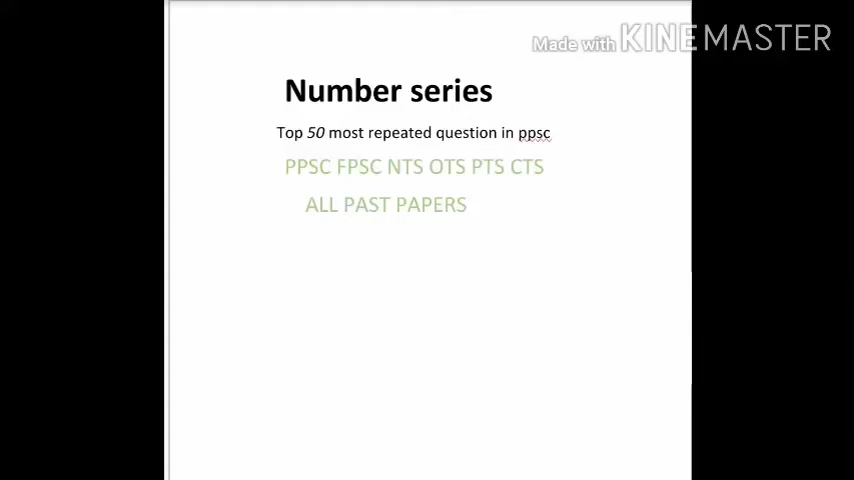 Made with KINEMASTER
Number series
Top 50 most repeated question in ppsc
PPSC FPSC NTS OTS PTS CTS
ALL PAST PAPERS